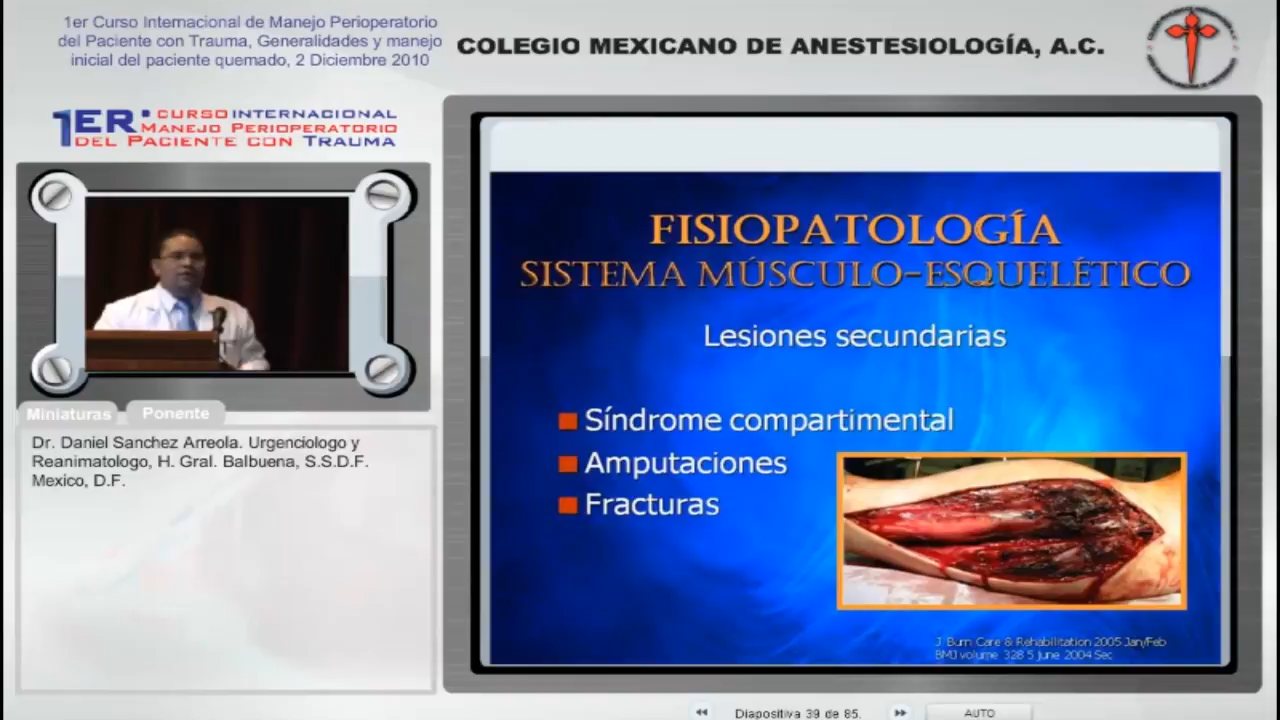 1er Curso Internacional de Manejo Perioperatorio
del Paciente con Trauma, Generalidades y manejo
inicial del paciente quemado, 2 Diciembre 2010
COLEGIO MEXICANO DE ANESTESIOLOGÍA, A.C.
1ER. CURSO INTERNACIONAL
MANEJO PERIOPERATORIO
DEL PACIENTE CON TRAUMA
Miniaturas
Ponente
Dr. Daniel Sanchez Arreola. Urgenciologo y
Reanimatologo, H. Gral. Balbuena, S.S.D.F.
Mexico, D.F.
FISIOPATOLOGÍA
SISTEMA MÚSCULO-ESQUELÉTICO
Lesiones secundarias
Síndrome compartimental
Amputaciones
Fracturas
J Burn Care & Rehabilitation 2005 Jan/Feb
BMJ volume 328 5 June 2004 Sec
Diapositiva 39 de 85.
AUTO